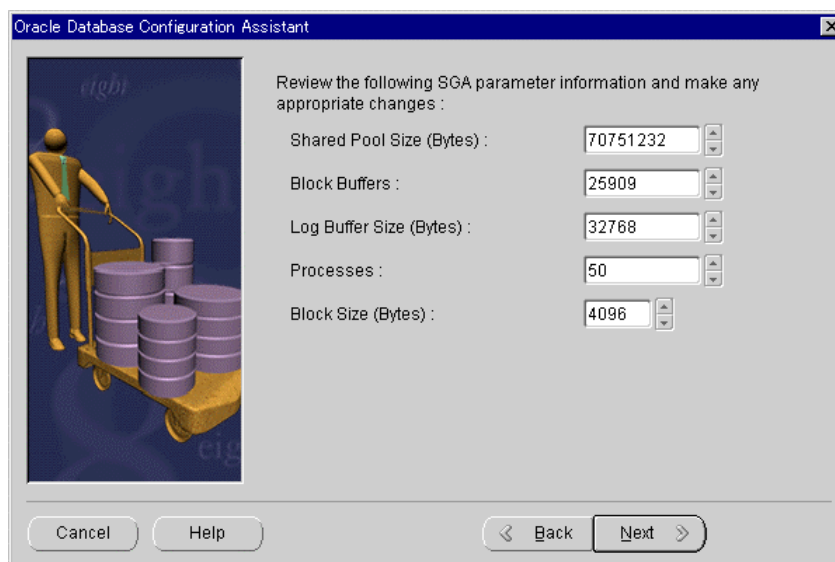 Oracle Database Configuration Assistant
eight
Review the following SGA parameter information and make any
appropriate changes :
Shared Pool Size (Bytes) : 70751232
Block Buffers : 25909
Log Buffer Size (Bytes) : 32768
Processes : 50
Block Size (Bytes) : 4096
Cancel Help Back Next